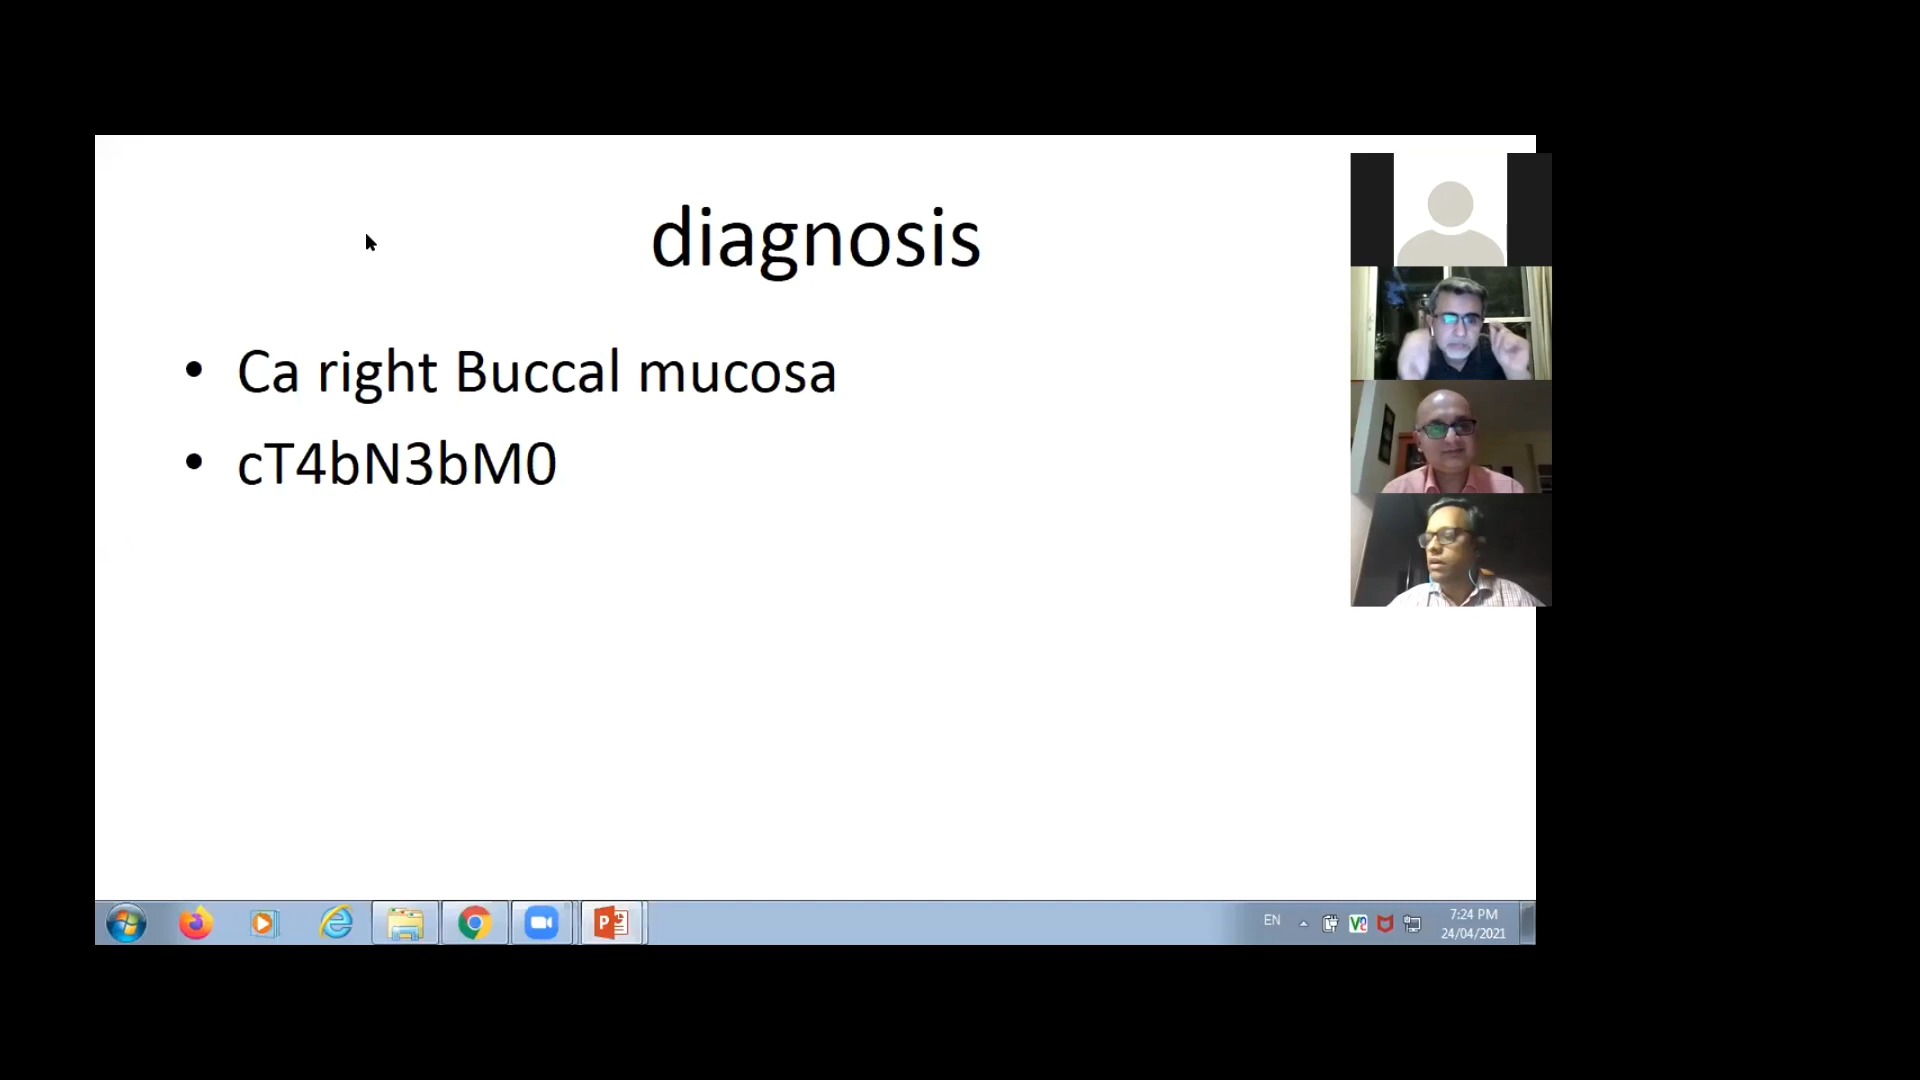 diagnosis
• Ca right Buccal mucosa
• cT4bN3bM0
EN
7:24 PM
24/04/2021